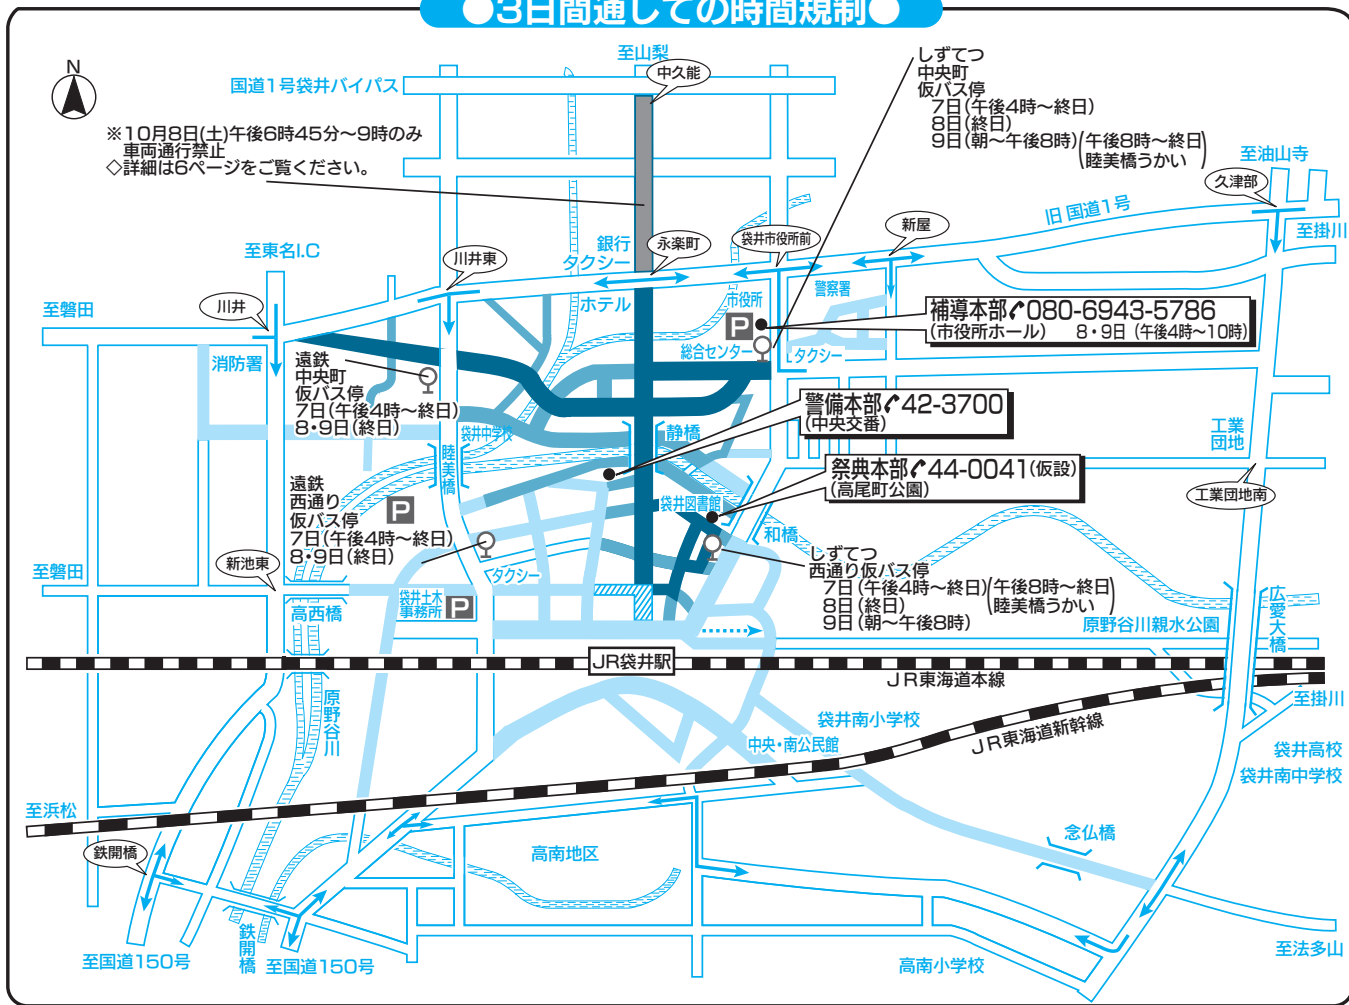 ●3日間通しての時間規制●
N
至山梨
中久能
国道1号袋井バイパス
しずてつ
中央町
仮バス停
7日(午後4時〜終日)
8日(終日)
9日(朝〜午後8時)(午後8時〜終日
睦美橋うかい)
※10月8日(土)午後6時45分〜9時のみ
車両通行禁止
◇詳細は6ページをご覧ください。
至油山寺
久津部
旧 国道1号
至掛川
新屋
袋井市役所前
永楽町
銀行
タクシー
至東名I.C
川井東
至磐田
川井
ホテル
市役所
警察署
P
補導本部 080-6943-5786
(市役所ホール) 8・9日 (午後4時〜10時)
総合センター
タクシー
消防署
遠鉄
中央町
仮バス停
7日(午後4時〜終日)
8・9日(終日)
警備本部 42-3700
(中央交番)
袋井中学校
静橋
睦美橋
工業
団地
祭典本部 44-0041(仮設)
(高尾町公園)
工業団地南
遠鉄
西通り
仮バス停
7日(午後4時〜終日)
8・9日(終日)
P
袋井図書館
和橋
しずてつ
西通り仮バス停
7日(午後4時〜終日)(午後8時〜終日
睦美橋うかい)
8日(終日)
9日(朝〜午後8時)
至磐田
新池東
タクシー
高西橋
袋井土木
事務所
P
広愛大橋
原野谷川親水公園
JR袋井駅
JR東海道本線
至掛川
原野谷川
袋井南小学校
中央・南公民館
JR東海道新幹線
袋井高校
袋井南中学校
至浜松
鉄開橋
高南地区
念仏橋
鉄開橋
至国道150号
至国道150号
高南小学校
至法多山